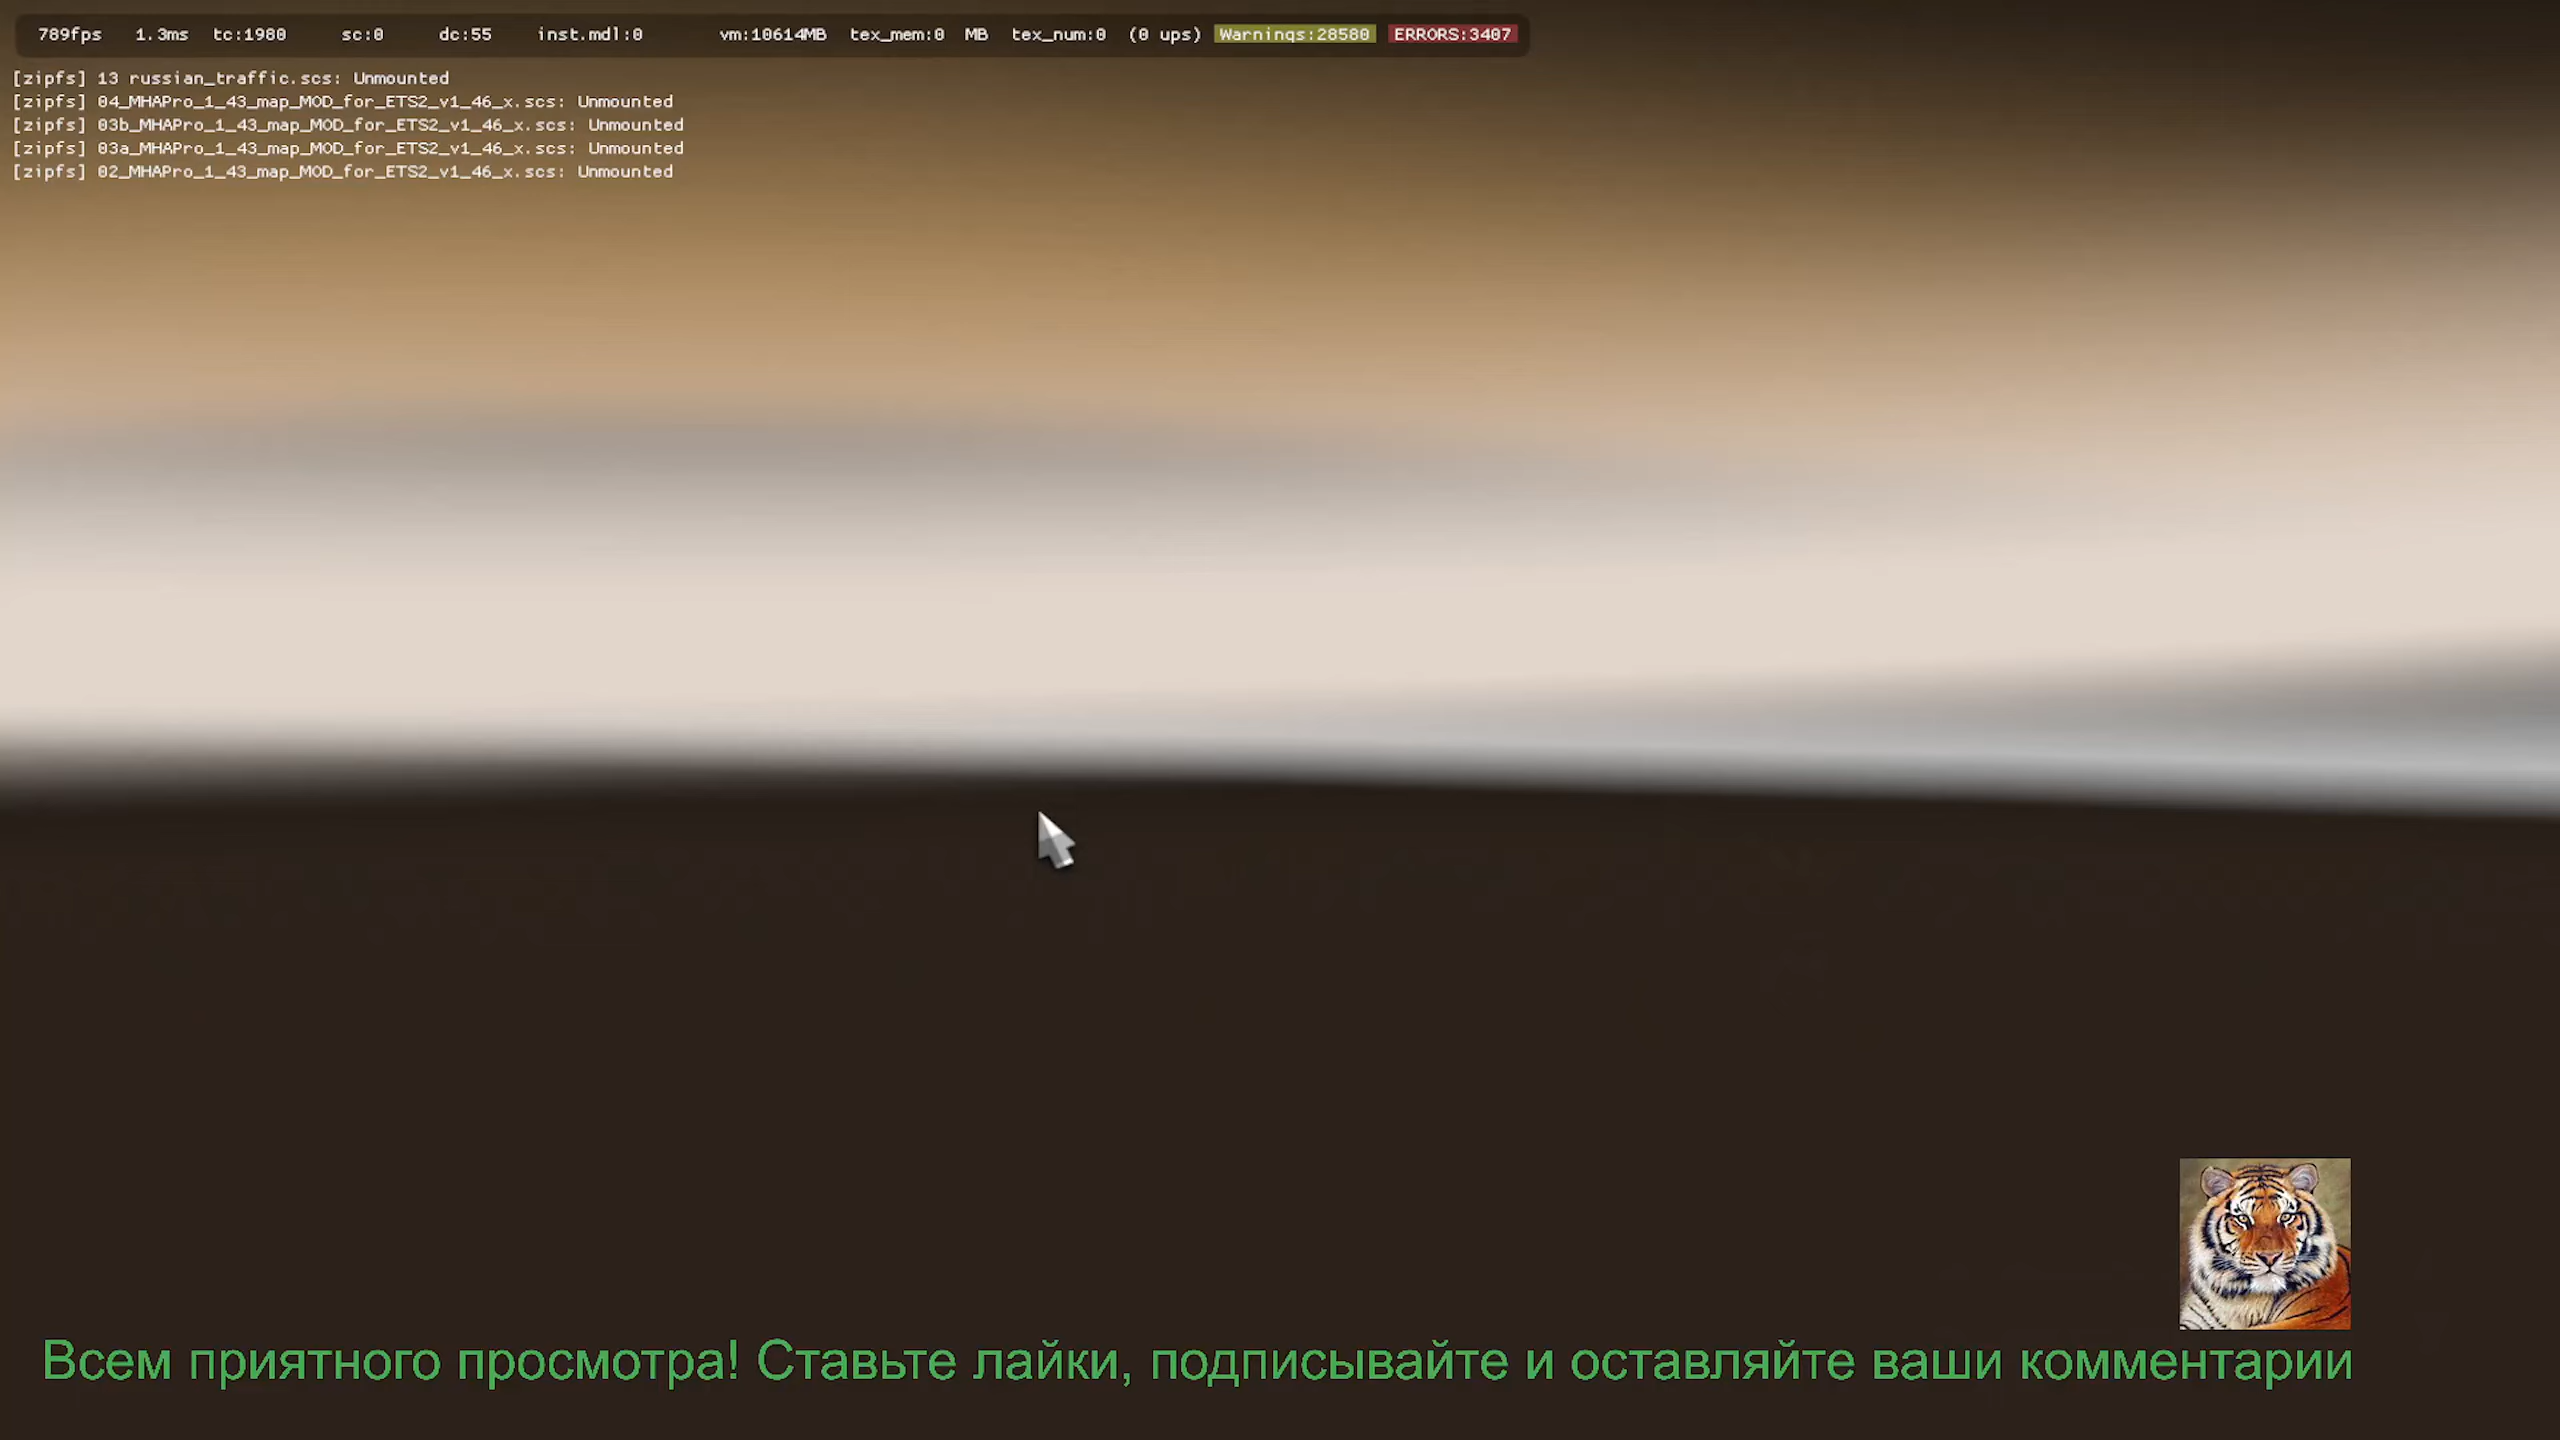 789fps 1.3ms tc:1980 sc:0 dc:55 inst.mdl:0 vm:10614MB tex_mem:0 MB tex_num:0 (0 ups) Warnings:28580 ERRORS:3407
[zipfs] 13 russian_traffic.scs: Unmounted
[zipfs] 04_MHAPro_1_43_map_MOD_for_ETS2_v1_46_x.scs: Unmounted
[zipfs] 03b_MHAPro_1_43_map_MOD_for_ETS2_v1_46_x.scs: Unmounted
[zipfs] 03a_MHAPro_1_43_map_MOD_for_ETS2_v1_46_x.scs: Unmounted
[zipfs] 02_MHAPro_1_43_map_MOD_for_ETS2_v1_46_x.scs: Unmounted
Всем приятного просмотра! Ставьте лайки, подписывайте и оставляйте ваши комментарии